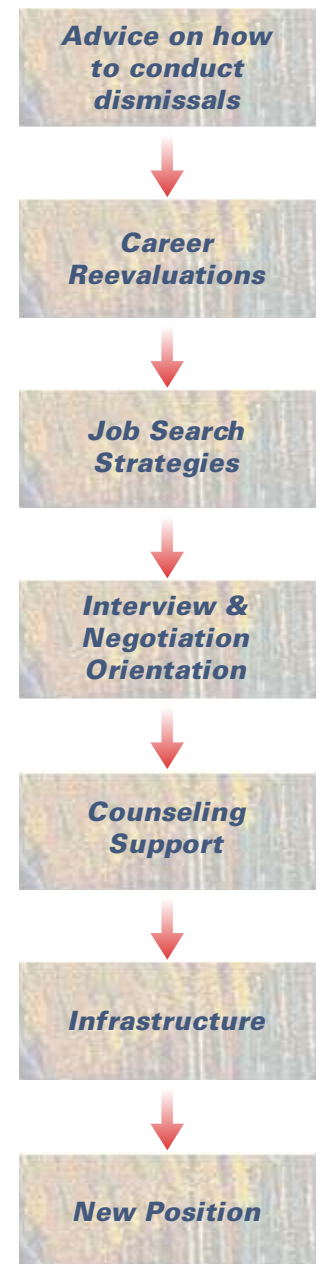 Advice on how
to conduct
dismissals
Career
Reevaluations
Job Search
Strategies
Interview &
Negotiation
Orientation
Counseling
Support
Infrastructure
New Position